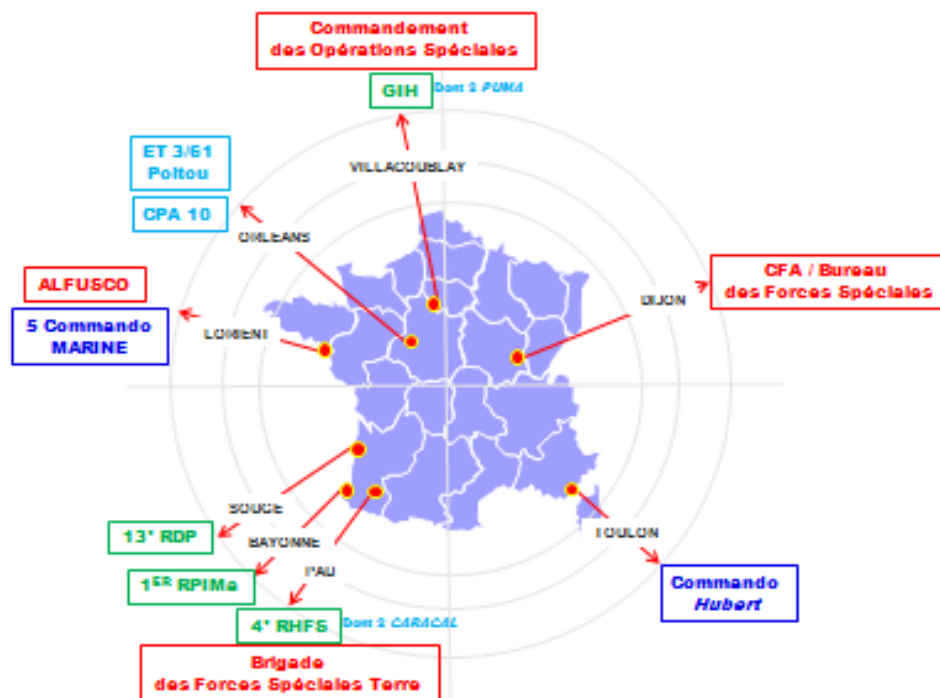 Commandement
des Opérations Spéciales
GIH
Dont 2 PUMA
VILLACOUBLAY
ET 3/61
Poitou
CPA 10
ORLEANS
ALFUSCO
5 Commando
MARINE
LORIENT
CFA / Bureau
des Forces Spéciales
DIJON
SOUGE
13° RDP
BAYONNE
1ER RPIMa
PAU
4° RHFS
Dont 2 CARACAL
Brigade
des Forces Spéciales Terre
TOULON
Commando
Hubert